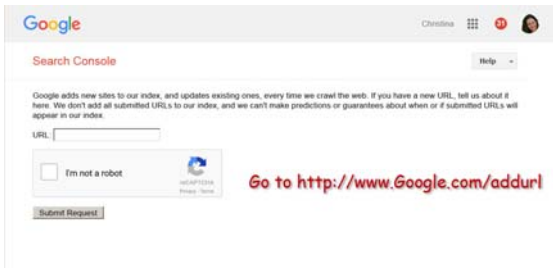 Google
Christina
21
Search Console
Help
Google adds new sites to our index, and updates existing ones, every time we crawl the web. If you have a new URL, tell us about it
here. We don't add all submitted URLs to our index, and we can't make predictions or guarantees about when or if submitted URLs will
appear in our index.
URL:
I'm not a robot
reCAPTCHA
Privacy - Terms
Go to http://www.Google.com/addurl
Submit Request